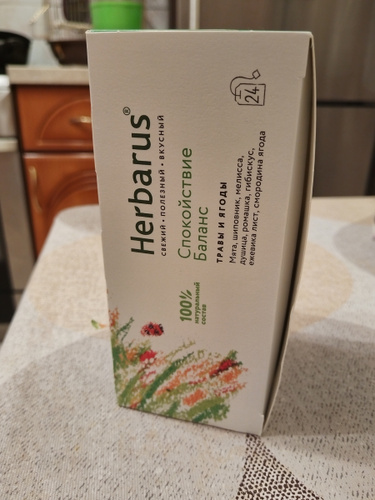 Herbarus®
СВЕЖИЙ • ПОЛЕЗНЫЙ • ВКУСНЫЙ
Спокойствие
Баланс
ТРАВЫ И ЯГОДЫ
Мята, шиповник, мелисса,
душица, ромашка, гибискус,
ежевика лист, смородина ягода
100%
натуральный
состав
24